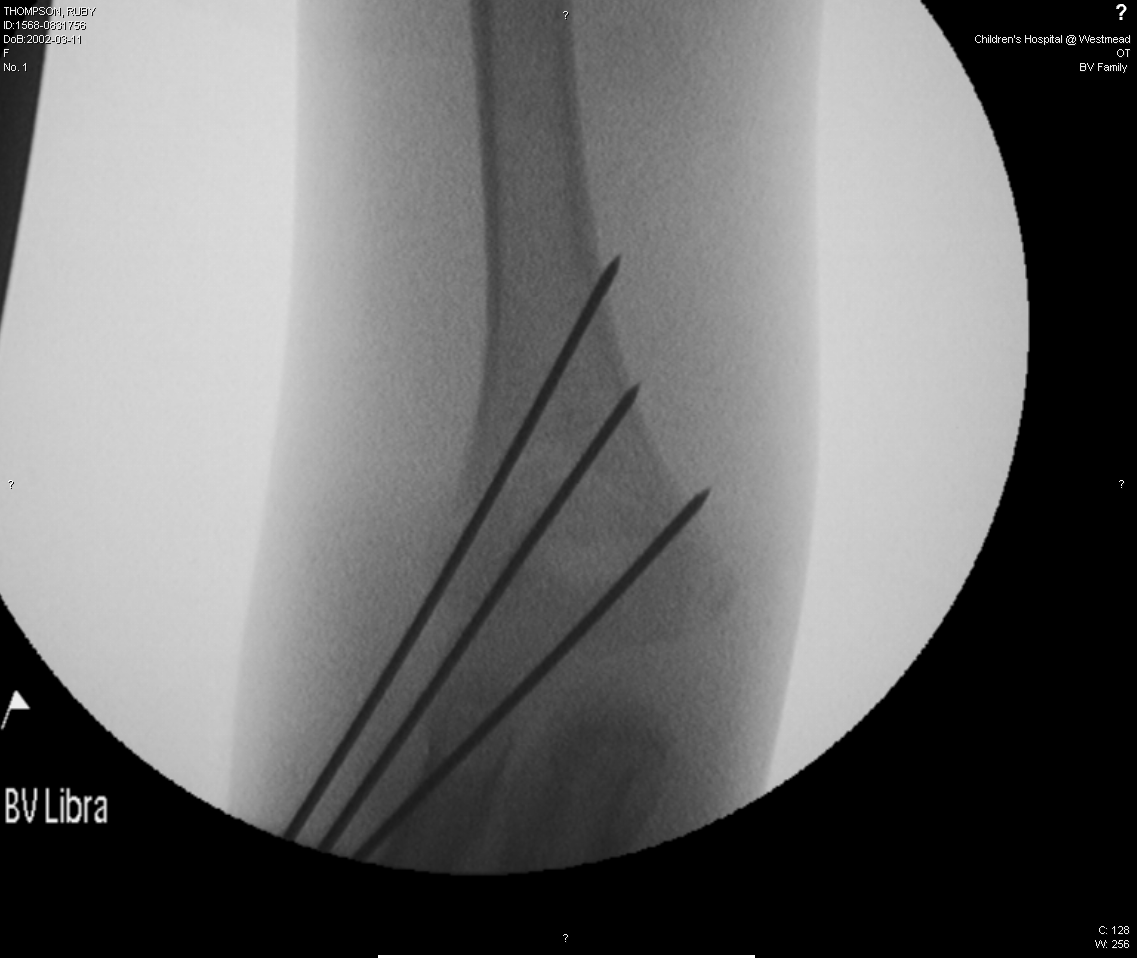 THOMPSON, RUBY
ID:1568-0831756
DoB:2002-03-11
F
No. 1
?
?
Children's Hospital @ Westmead
OT
BV Family
?
?
BV Libra
?
C: 128
W: 256